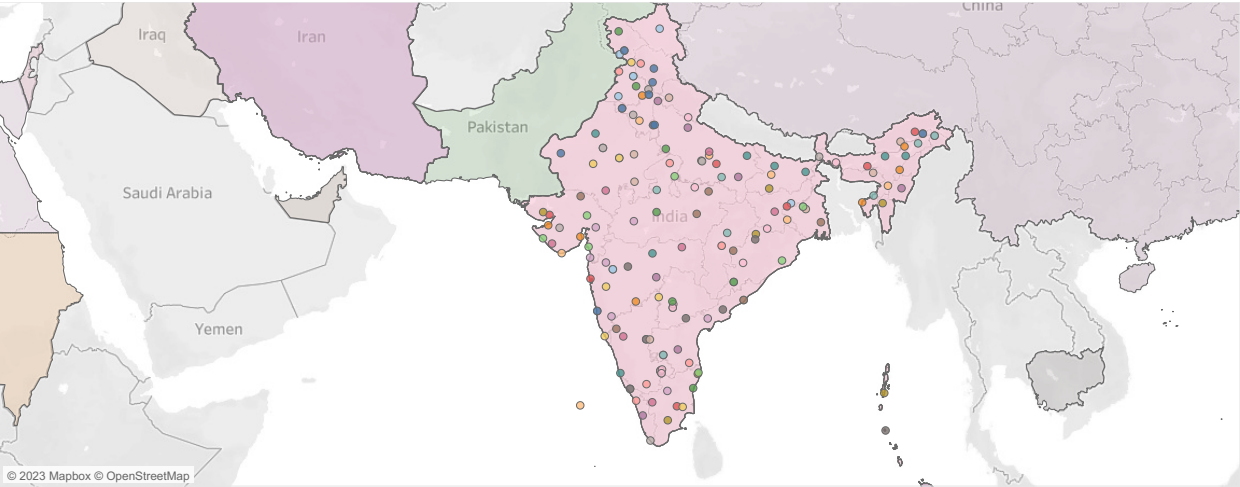 China
Iraq
Iran
Pakistan
Saudi Arabia
India
Yemen
© 2023 Mapbox © OpenStreetMap